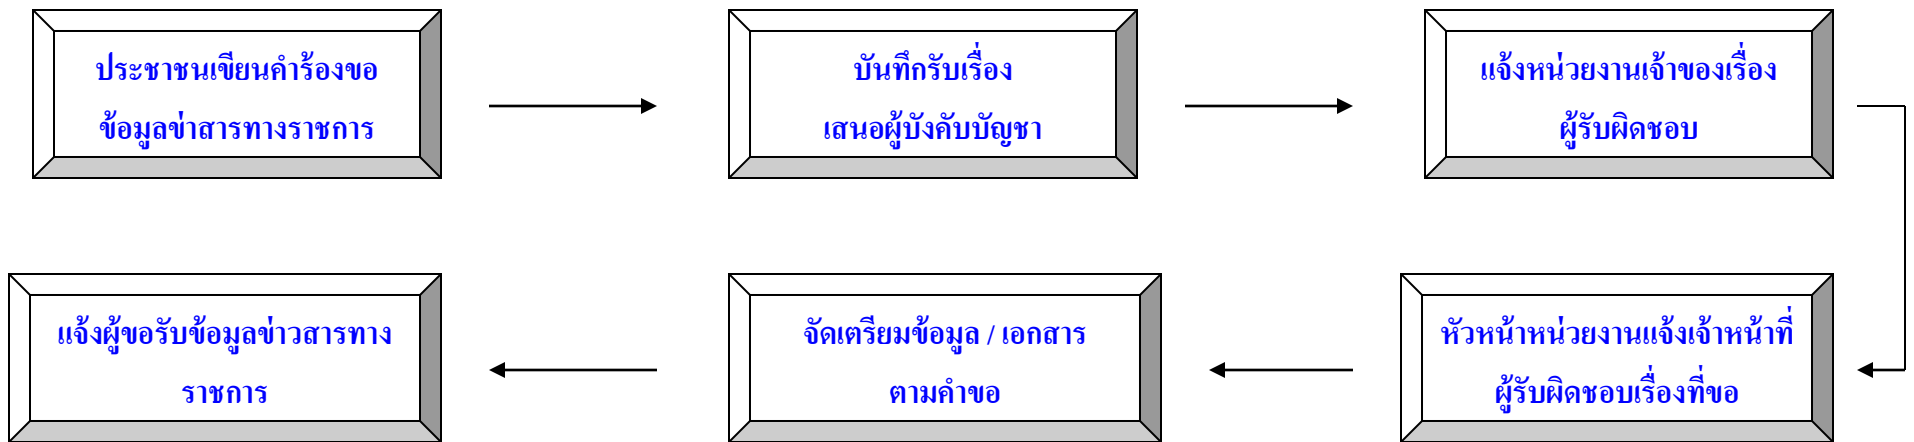 ประชาชนเขียนคำร้องขอ
ข้อมูลข่าสารทางราชการ
บันทึกรับเรื่อง
เสนอผู้บังคับบัญชา
แจ้งหน่วยงานเจ้าของเรื่อง
ผู้รับผิดชอบ
หัวหน้าหน่วยงานแจ้งเจ้าหน้าที่
ผู้รับผิดชอบเรื่องที่ขอ
จัดเตรียมข้อมูล / เอกสาร
ตามคำขอ
แจ้งผู้ขอรับข้อมูลข่าวสารทาง
ราชการ